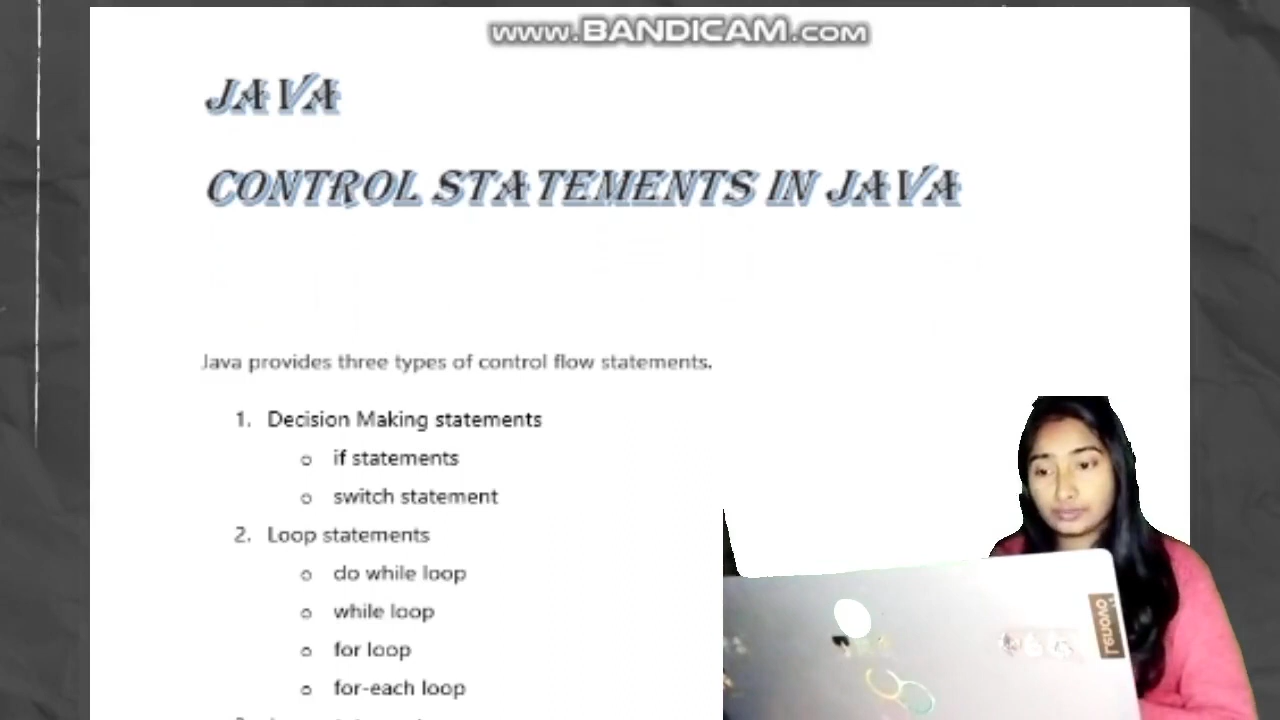 www.BANDICAM.com
JAVA
CONTROL STATEMENTS IN JAVA
Java provides three types of control flow statements.
1. Decision Making statements
o if statements
o switch statement
2. Loop statements
o do while loop
o while loop
o for loop
o for-each loop
Lenovo